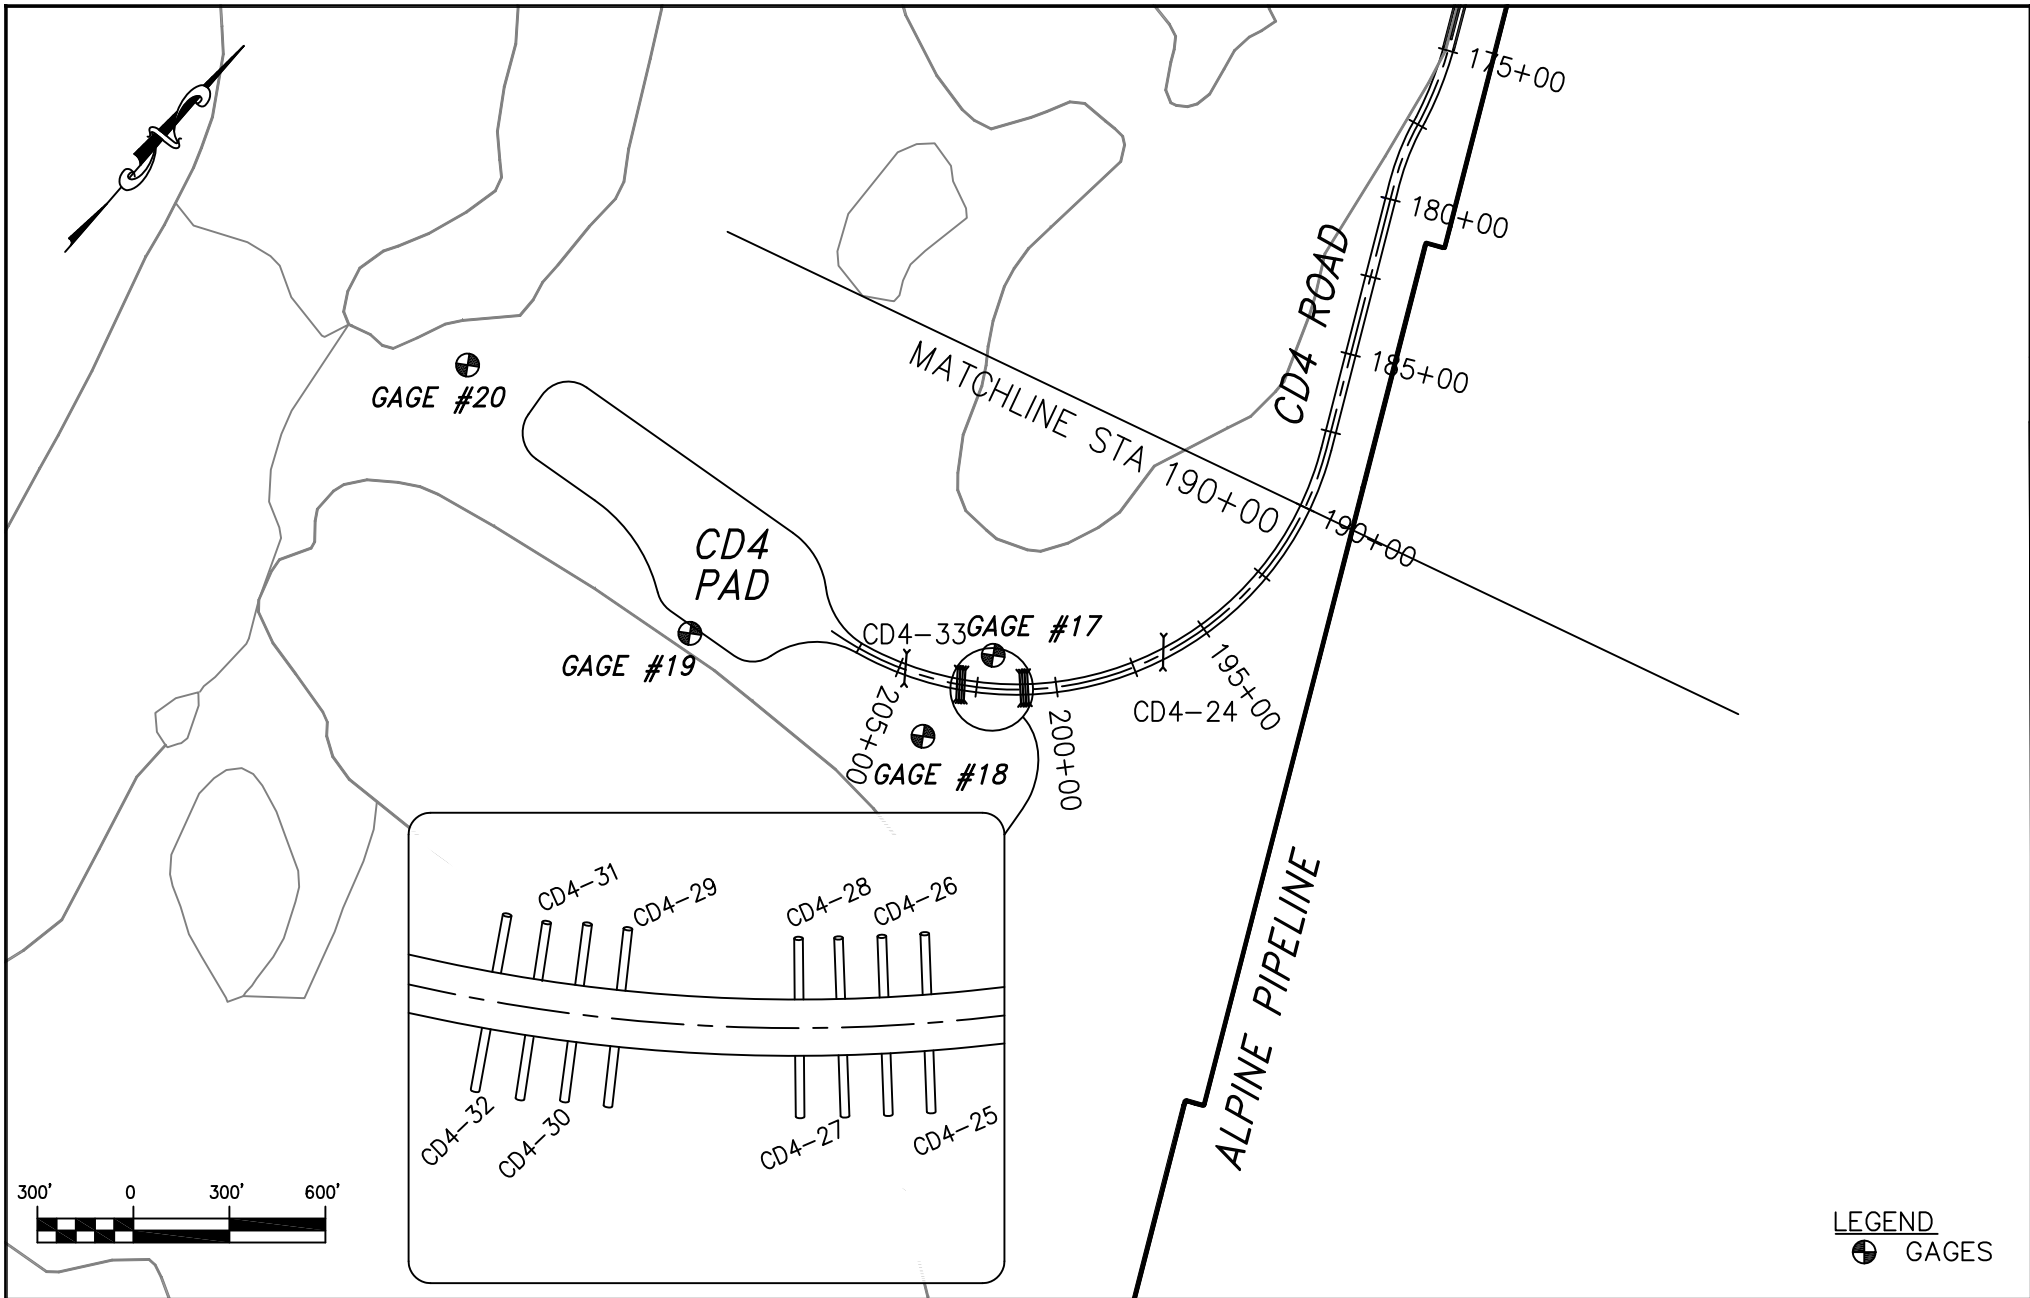 175+00
180+00
CD4 ROAD
185+00
MATCHLINE STA 190+00
190+00
GAGE #20
CD4
PAD
CD4-33
GAGE #17
GAGE #19
195+00
CD4-24
205+00
200+00
GAGE #18
CD4-31
CD4-29
CD4-28
CD4-26
CD4-32
CD4-30
CD4-27
CD4-25
ALPINE PIPELINE
300' 0 300' 600'
LEGEND
GAGES